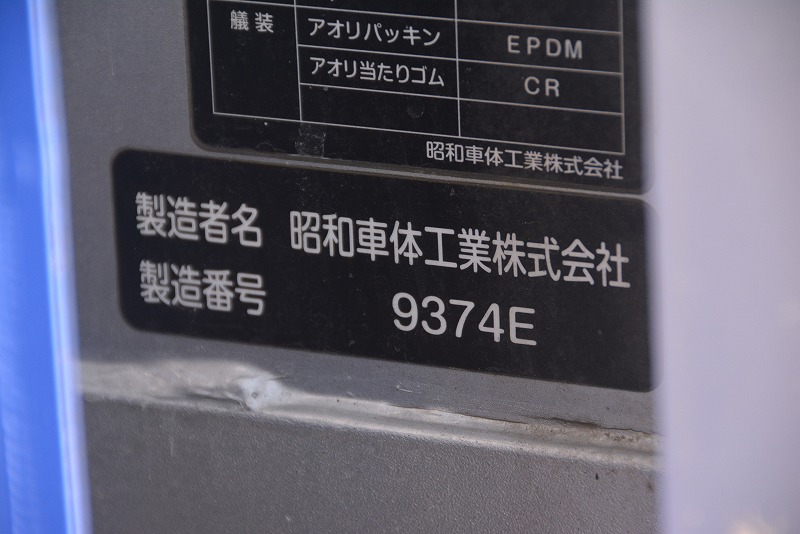 艤装 アオリパッキン EPDM
アオリ当たりゴム CR
昭和車体工業株式会社
製造者名 昭和車体工業株式会社
製造番号 9374E